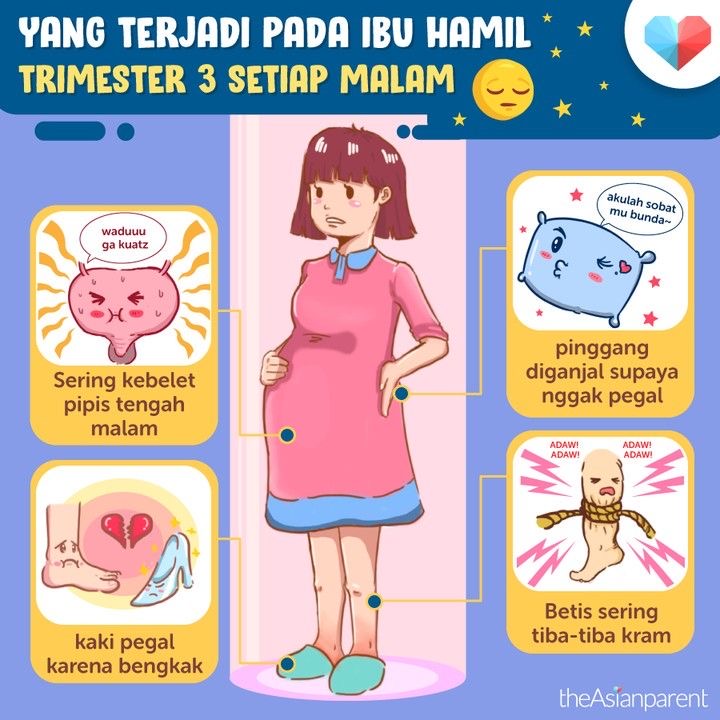 YANG TERJADI PADA IBU HAMIL
TRIMESTER 3 SETIAP MALAM
waduuu
ga kuatz
Sering kebelet
pipis tengah
malam
akulah sobat
mu bunda~
pinggang
diganjal supaya
nggak pegal
kaki pegal
karena bengkak
ADAW!
ADAW!
ADAW!
ADAW!
Betis sering
tiba-tiba kram
theAsianparent